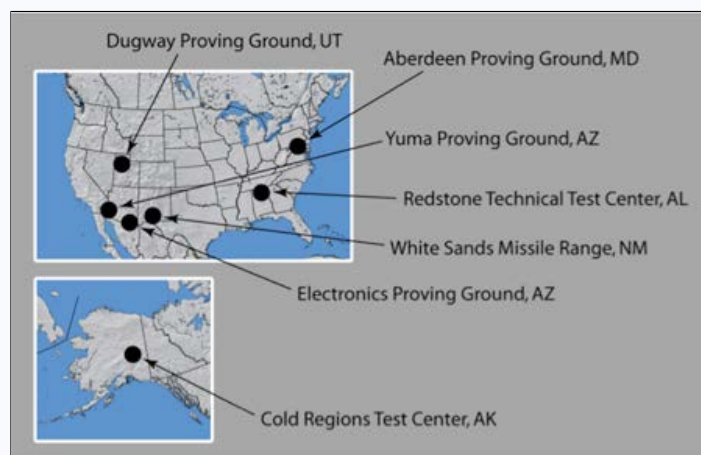 Dugway Proving Ground, UT
Aberdeen Proving Ground, MD
Yuma Proving Ground, AZ
Redstone Technical Test Center, AL
White Sands Missile Range, NM
Electronics Proving Ground, AZ
Cold Regions Test Center, AK